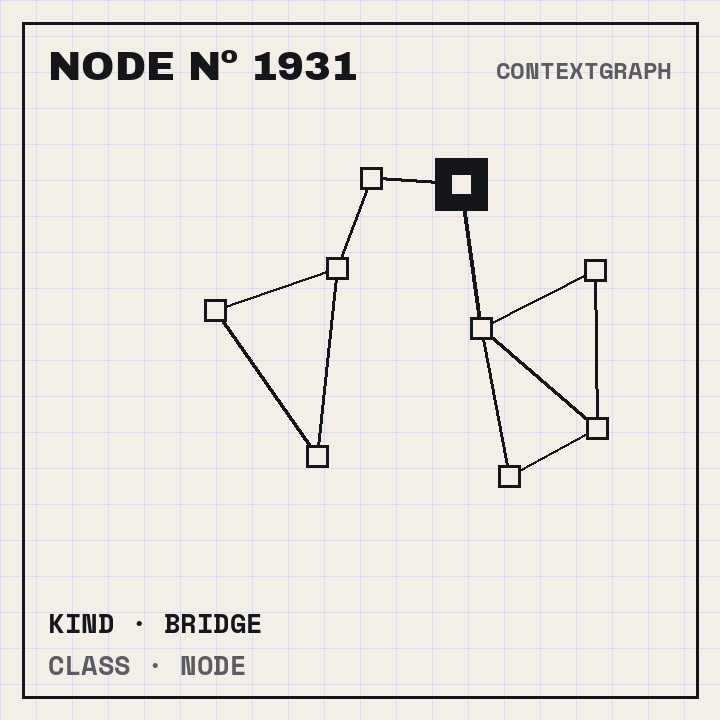 NODE Nº 1931
CONTEXTGRAPH
KIND · BRIDGE
CLASS · NODE